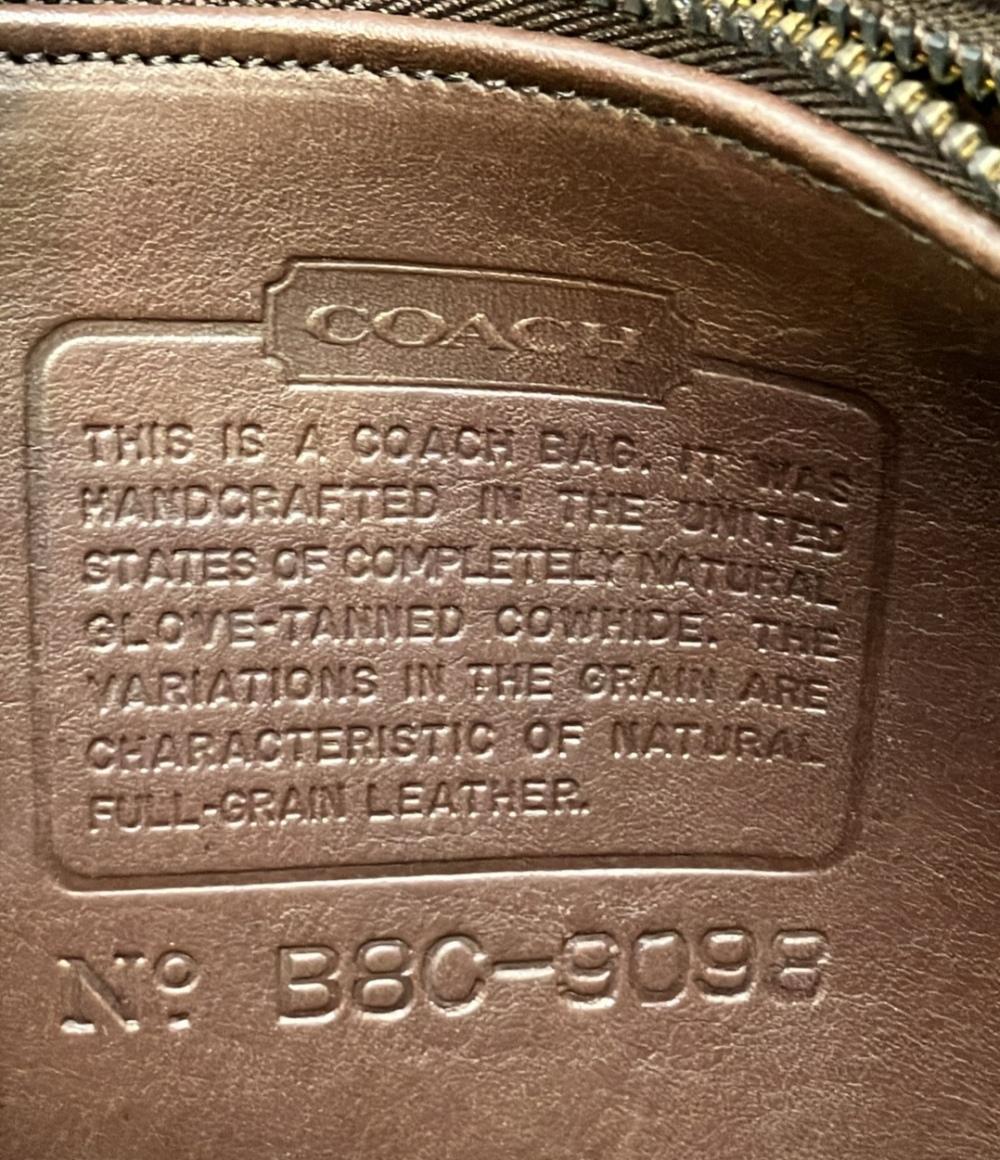 COACH
THIS IS A COACH BAG. IT WAS
HANDCRAFTED IN THE UNITED
STATES OF COMPLETELY NATURAL
GLOVE-TANNED COWHIDE. THE
VARIATIONS IN THE GRAIN ARE
CHARACTERISTIC OF NATURAL
FULL-GRAIN LEATHER.
Nº B8C-9098